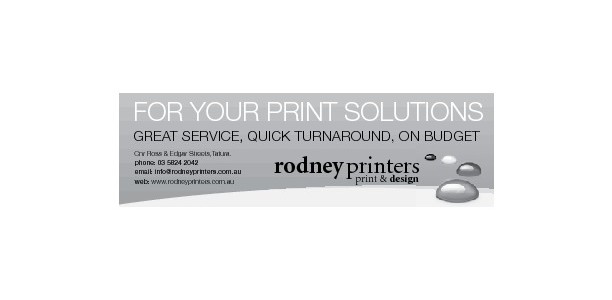 FOR YOUR PRINT SOLUTIONS
GREAT SERVICE, QUICK TURNAROUND, ON BUDGET
Cnr Ross & Edgar Streets, Tatura.
phone: 03 5824 2042
email: info@rodneyprinters.com.au
web: www.rodneyprinters.com.au
rodney printers
print & design